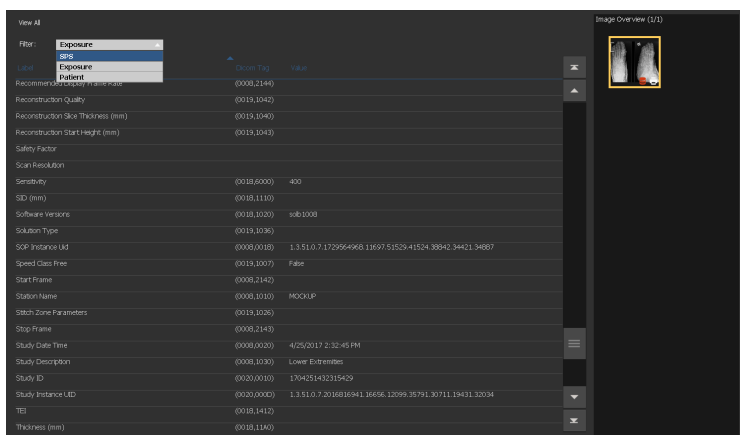 View All
Image Overview (1/1)
Filter: Exposure
SPS
Exposure
Patient
Label Dicom Tag Value
Recommended Display Frame Rate (0008,2144)
Reconstruction Quality (0019,1042)
Reconstruction Slice Thickness (mm) (0019,1040)
Reconstruction Start Height (mm) (0019,1043)
Safety Factor
Scan Resolution
Sensitivity (0018,6000) 400
SID (mm) (0018,1110)
Software Versions (0018,1020) solb1008
Solution Type (0019,1036)
SOP Instance Uid (0008,0018) 1.3.51.0.7.1729564968.11697.51529.41524.38842.34421.34887
Speed Class Free (0019,1007) False
Start Frame (0008,2142)
Station Name (0008,1010) MOCKUP
Stitch Zone Parameters (0019,1026)
Stop Frame (0008,2143)
Study Date Time (0008,0020) 4/25/2017 2:32:45 PM
Study Description (0008,1030) Lower Extremities
Study ID (0020,0010) 1704251432315429
Study Instance UID (0020,000D) 1.3.51.0.7.2016816941.16656.12099.35791.30711.19431.32034
TEI (0018,1412)
Thickness (mm) (0018,11A0)